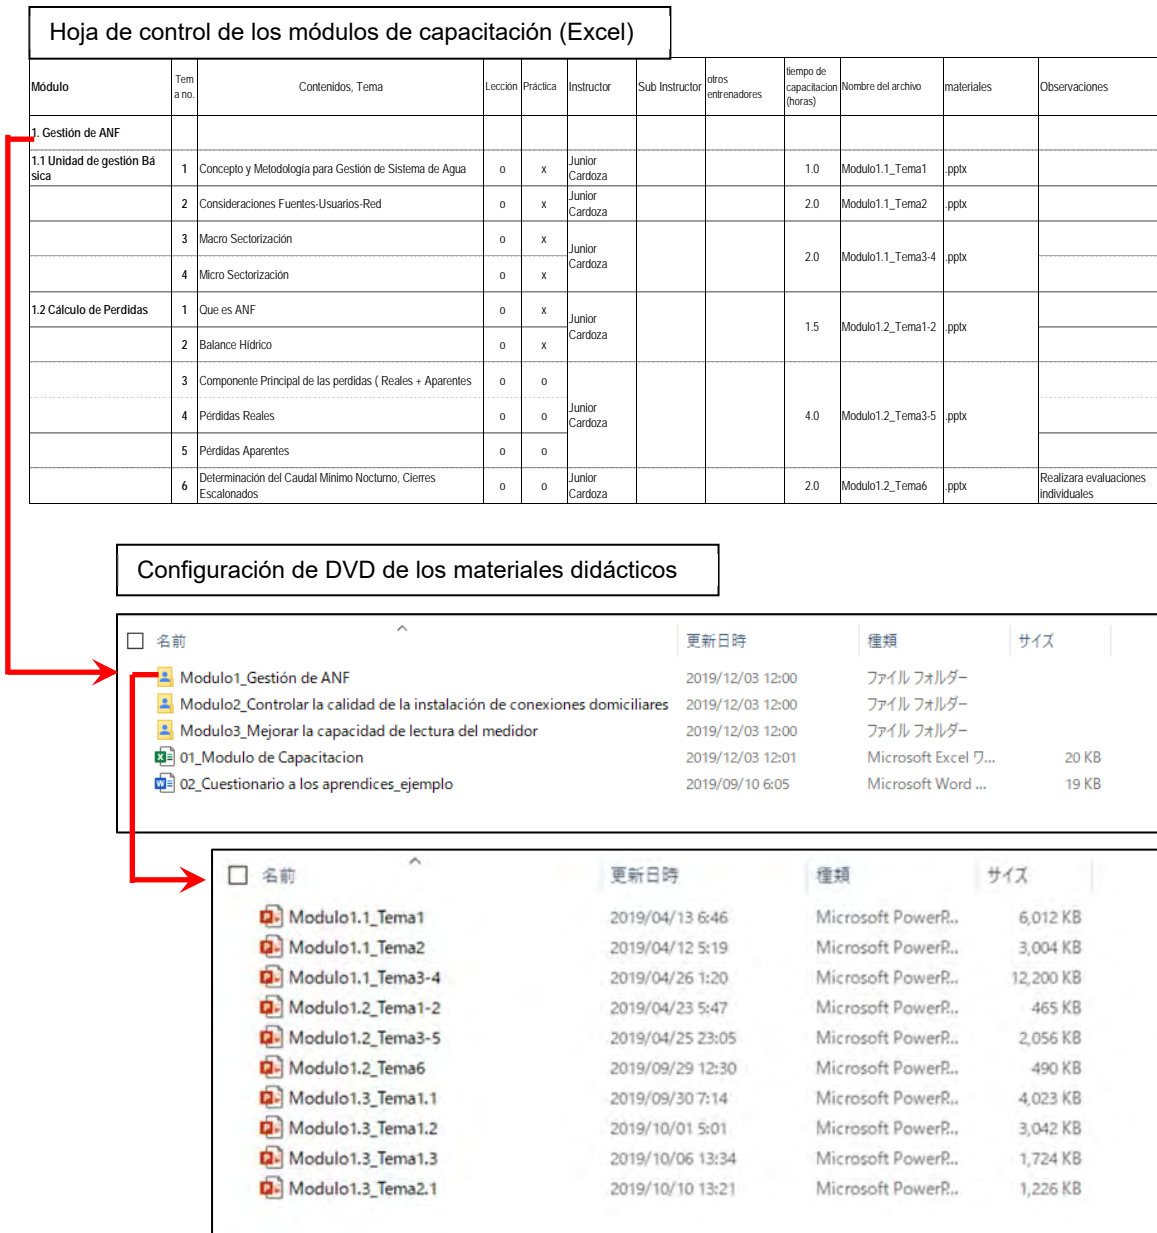 Hoja de control de los módulos de capacitación (Excel)
Módulo Tem a no. Contenidos, Tema Lección Práctica Instructor Sub Instructor otros entrenadores tiempo de capacitacion (horas) Nombre del archivo materiales Observaciones
1. Gestión de ANF
1.1 Unidad de gestión Bá sica 1 Concepto y Metodología para Gestión de Sistema de Agua o x Junior Cardoza 1.0 Modulo1.1_Tema1 .pptx
2 Consideraciones Fuentes-Usuarios-Red o x Junior Cardoza 2.0 Modulo1.1_Tema2 .pptx
3 Macro Sectorización o x Junior Cardoza 2.0 Modulo1.1_Tema3-4 .pptx
4 Micro Sectorización o x
1.2 Cálculo de Perdidas 1 Que es ANF o x Junior Cardoza 1.5 Modulo1.2_Tema1-2 .pptx
2 Balance Hídrico o x
3 Componente Principal de las perdidas ( Reales + Aparentes o o
4 Pérdidas Reales o o Junior Cardoza 4.0 Modulo1.2_Tema3-5 .pptx
5 Pérdidas Aparentes o o
6 Determinación del Caudal Minimo Nocturno, Cierres Escalonados o o Junior Cardoza 2.0 Modulo1.2_Tema6 .pptx Realizara evaluaciones individuales
Configuración de DVD de los materiales didácticos
名前 更新日時 種類 サイズ
Modulo1_Gestión de ANF 2019/12/03 12:00 ファイル フォルダー
Modulo2_Controlar la calidad de la instalación de conexiones domiciliares 2019/12/03 12:00 ファイル フォルダー
Modulo3_Mejorar la capacidad de lectura del medidor 2019/12/03 12:00 ファイル フォルダー
01_Modulo de Capacitacion 2019/12/03 12:01 Microsoft Excel ワ... 20 KB
02_Cuestionario a los aprendices_ejemplo 2019/09/10 6:05 Microsoft Word ... 19 KB
名前 更新日時 種類 サイズ
Modulo1.1_Tema1 2019/04/13 6:46 Microsoft PowerP... 6,012 KB
Modulo1.1_Tema2 2019/04/12 5:19 Microsoft PowerP... 3,004 KB
Modulo1.1_Tema3-4 2019/04/26 1:20 Microsoft PowerP... 12,200 KB
Modulo1.2_Tema1-2 2019/04/23 5:47 Microsoft PowerP... 465 KB
Modulo1.2_Tema3-5 2019/04/25 23:05 Microsoft PowerP... 2,056 KB
Modulo1.2_Tema6 2019/09/29 12:30 Microsoft PowerP... 490 KB
Modulo1.3_Tema1.1 2019/09/30 7:14 Microsoft PowerP... 4,023 KB
Modulo1.3_Tema1.2 2019/10/01 5:01 Microsoft PowerP... 3,042 KB
Modulo1.3_Tema1.3 2019/10/06 13:34 Microsoft PowerP... 1,724 KB
Modulo1.3_Tema2.1 2019/10/10 13:21 Microsoft PowerP... 1,226 KB